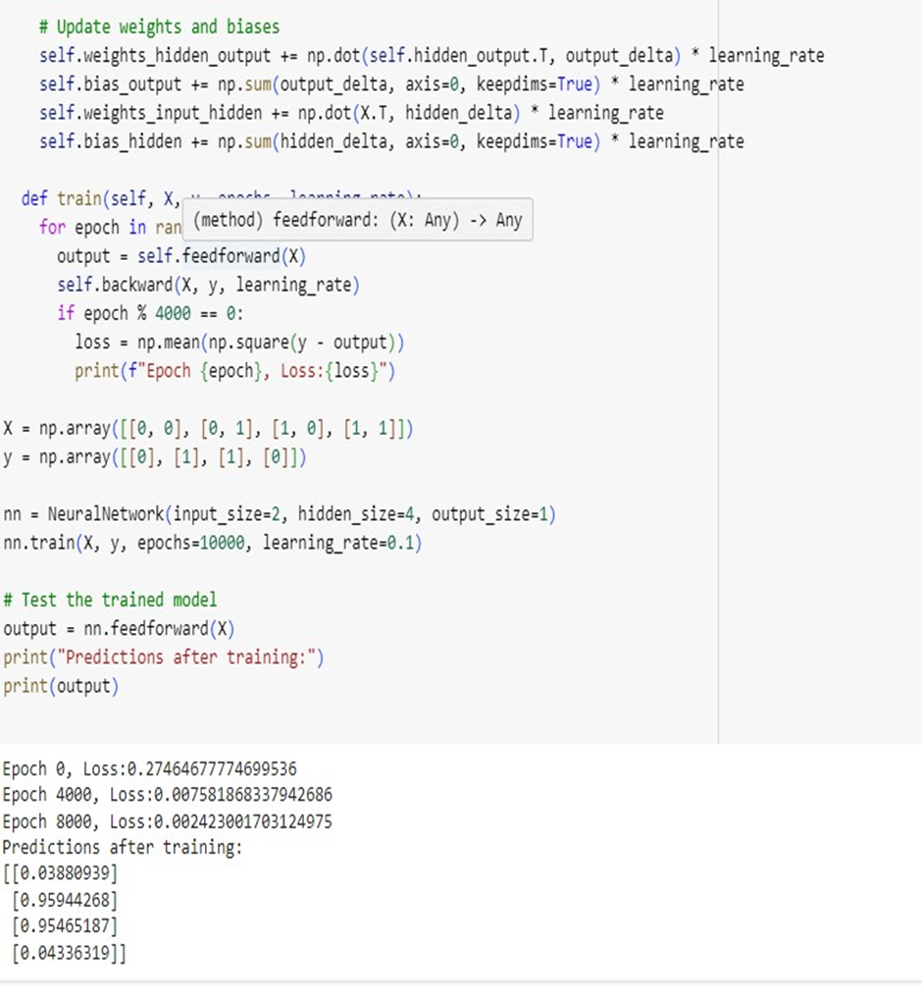 # Update weights and biases
self.weights_hidden_output += np.dot(self.hidden_output.T, output_delta) * learning_rate
self.bias_output += np.sum(output_delta, axis=0, keepdims=True) * learning_rate
self.weights_input_hidden += np.dot(X.T, hidden_delta) * learning_rate
self.bias_hidden += np.sum(hidden_delta, axis=0, keepdims=True) * learning_rate
def train(self, X, y, epochs, learning_rate):
(method) feedforward: (X: Any) -> Any
for epoch in ran
output = self.feedforward(X)
self.backward(X, y, learning_rate)
if epoch % 4000 == 0:
loss = np.mean(np.square(y - output))
print(f"Epoch {epoch}, Loss:{loss}")
X = np.array([[0, 0], [0, 1], [1, 0], [1, 1]])
y = np.array([[0], [1], [1], [0]])
nn = NeuralNetwork(input_size=2, hidden_size=4, output_size=1)
nn.train(X, y, epochs=10000, learning_rate=0.1)
# Test the trained model
output = nn.feedforward(X)
print("Predictions after training:")
print(output)
Epoch 0, Loss:0.27464677774699536
Epoch 4000, Loss:0.007581868337942686
Epoch 8000, Loss:0.002423001703124975
Predictions after training:
[[0.03880939]
[0.95944268]
[0.95465187]
[0.04336319]]